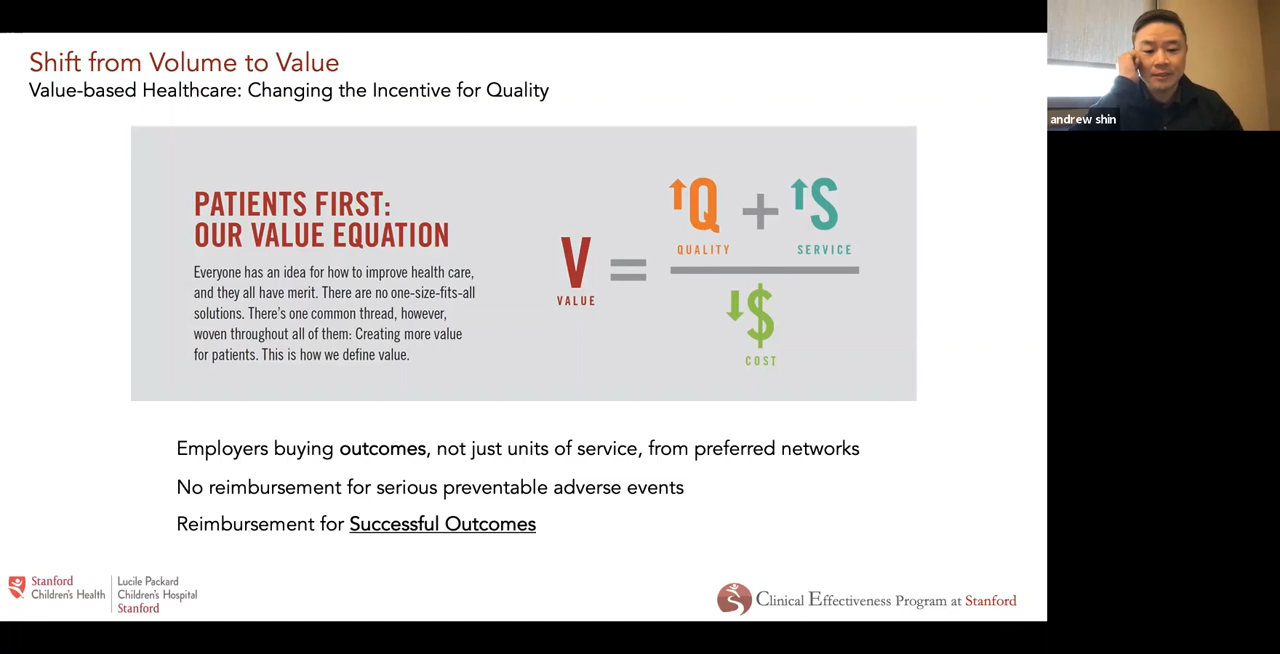 Shift from Volume to Value
Value-based Healthcare: Changing the Incentive for Quality
andrew shin
PATIENTS FIRST:
OUR VALUE EQUATION
Everyone has an idea for how to improve health care,
and they all have merit. There are no one-size-fits-all
solutions. There's one common thread, however,
woven throughout all of them: Creating more value
for patients. This is how we define value.
V
VALUE
=
↑Q
QUALITY
+
↑S
SERVICE
↓$
COST
Employers buying outcomes, not just units of service, from preferred networks
No reimbursement for serious preventable adverse events
Reimbursement for Successful Outcomes
Stanford
Children's Health
Lucile Packard
Children's Hospital
Stanford
Clinical Effectiveness Program at Stanford